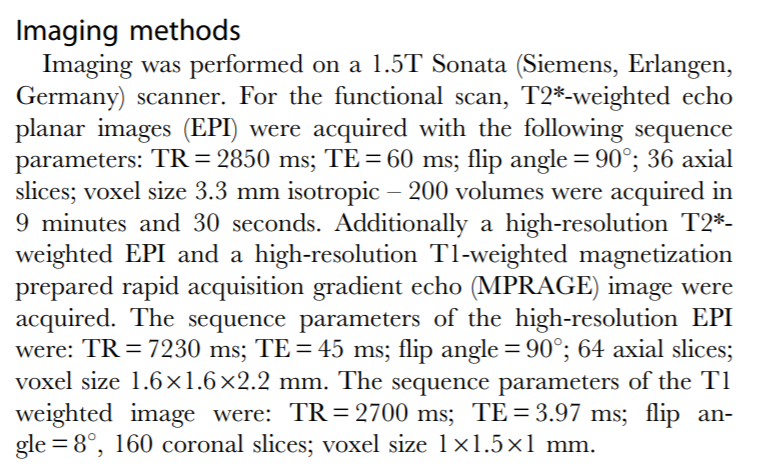 Imaging methods
Imaging was performed on a 1.5T Sonata (Siemens, Erlangen,
Germany) scanner. For the functional scan, T2*-weighted echo
planar images (EPI) were acquired with the following sequence
parameters: TR = 2850 ms; TE = 60 ms; flip angle = 90°; 36 axial
slices; voxel size 3.3 mm isotropic – 200 volumes were acquired in
9 minutes and 30 seconds. Additionally a high-resolution T2*-
weighted EPI and a high-resolution T1-weighted magnetization
prepared rapid acquisition gradient echo (MPRAGE) image were
acquired. The sequence parameters of the high-resolution EPI
were: TR = 7230 ms; TE = 45 ms; flip angle = 90°; 64 axial slices;
voxel size 1.6×1.6×2.2 mm. The sequence parameters of the T1
weighted image were: TR = 2700 ms; TE = 3.97 ms; flip an-
gle = 8°, 160 coronal slices; voxel size 1×1.5×1 mm.